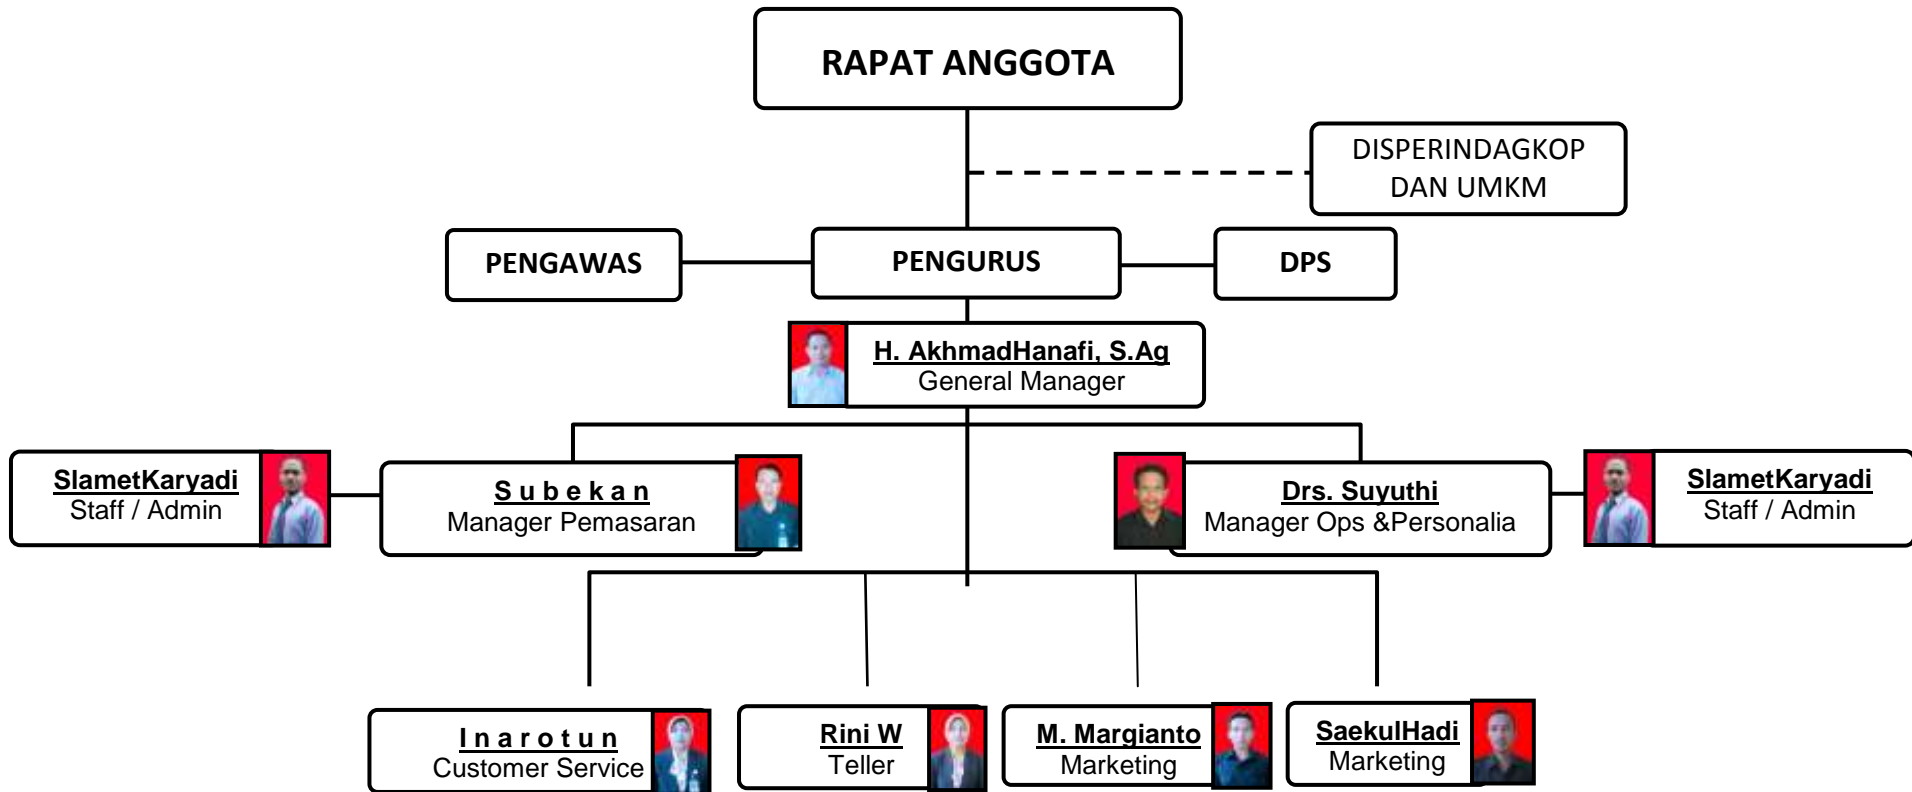 RAPAT ANGGOTA
DISPERINDAGKOP
DAN UMKM
PENGAWAS
PENGURUS
DPS
H. AkhmadHanafi, S.Ag
General Manager
SlametKaryadi
Staff / Admin
S u b e k a n
Manager Pemasaran
Drs. Suyuthi
Manager Ops &Personalia
SlametKaryadi
Staff / Admin
I n a r o t u n
Customer Service
Rini W
Teller
M. Margianto
Marketing
SaekulHadi
Marketing